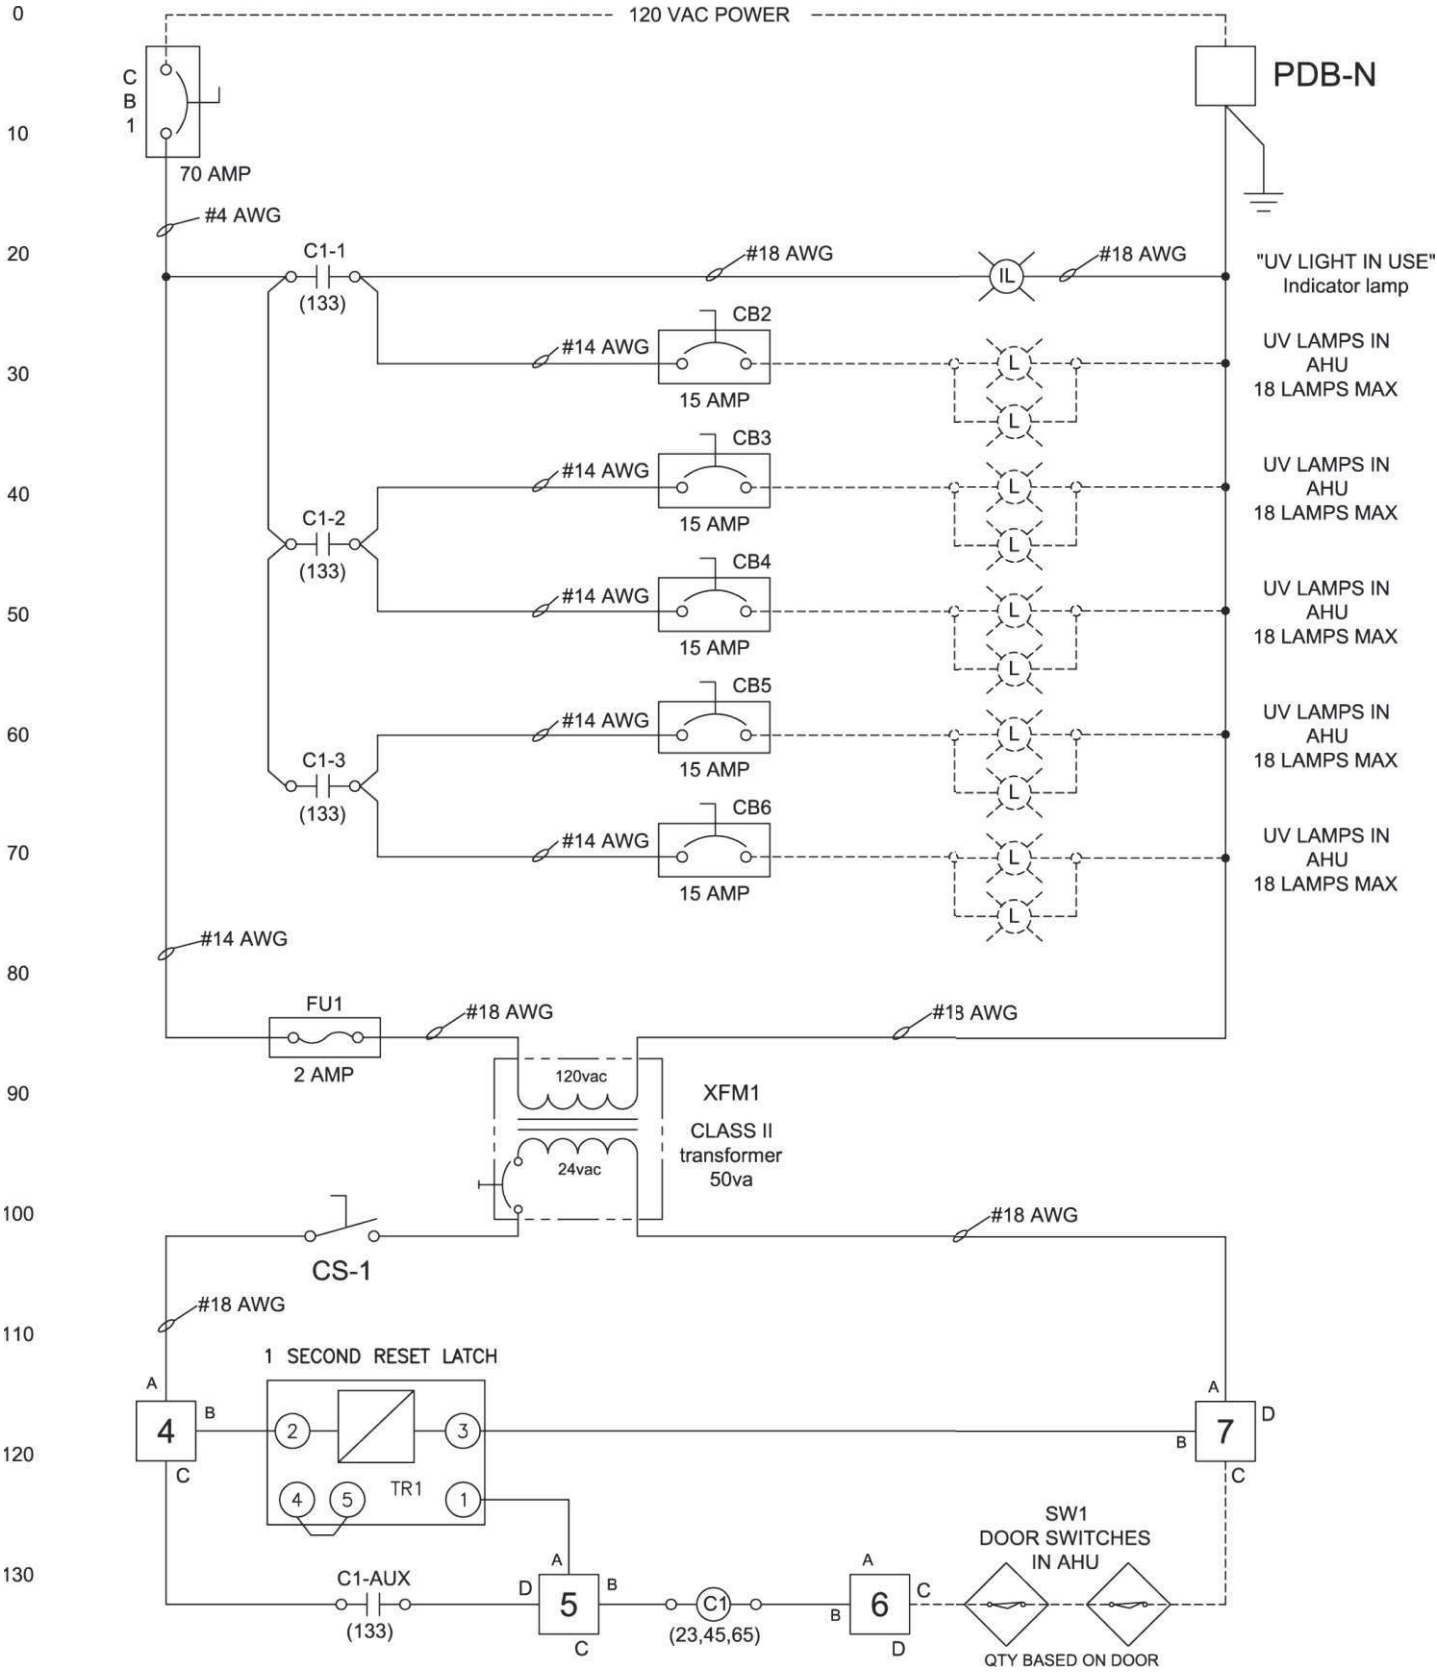 0
120 VAC POWER
C
B
1
PDB-N
10
70 AMP
#4 AWG
20
C1-1
(133)
#18 AWG
IL
#18 AWG
"UV LIGHT IN USE"
Indicator lamp
CB2
#14 AWG
15 AMP
30
L
L
UV LAMPS IN
AHU
18 LAMPS MAX
CB3
#14 AWG
15 AMP
40
L
L
UV LAMPS IN
AHU
18 LAMPS MAX
C1-2
(133)
CB4
#14 AWG
15 AMP
50
L
L
UV LAMPS IN
AHU
18 LAMPS MAX
CB5
#14 AWG
15 AMP
60
L
L
UV LAMPS IN
AHU
18 LAMPS MAX
C1-3
(133)
CB6
#14 AWG
15 AMP
70
L
L
UV LAMPS IN
AHU
18 LAMPS MAX
#14 AWG
80
FU1
2 AMP
#18 AWG
#18 AWG
90
120vac
24vac
XFM1
CLASS II
transformer
50va
100
CS-1
#18 AWG
#18 AWG
110
1 SECOND RESET LATCH
A
4
B
C
2
3
4
5
TR1
1
A
7
D
B
C
120
SW1
DOOR SWITCHES
IN AHU
130
C1-AUX
(133)
A
D
5
B
C
C1
(23,45,65)
A
B
6
C
D
QTY BASED ON DOOR